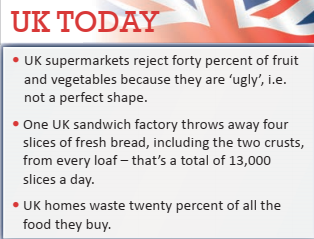 UK TODAY
• UK supermarkets reject forty percent of fruit
and vegetables because they are ‘ugly’, i.e.
not a perfect shape.
• One UK sandwich factory throws away four
slices of fresh bread, including the two crusts,
from every loaf – that’s a total of 13,000
slices a day.
• UK homes waste twenty percent of all the
food they buy.